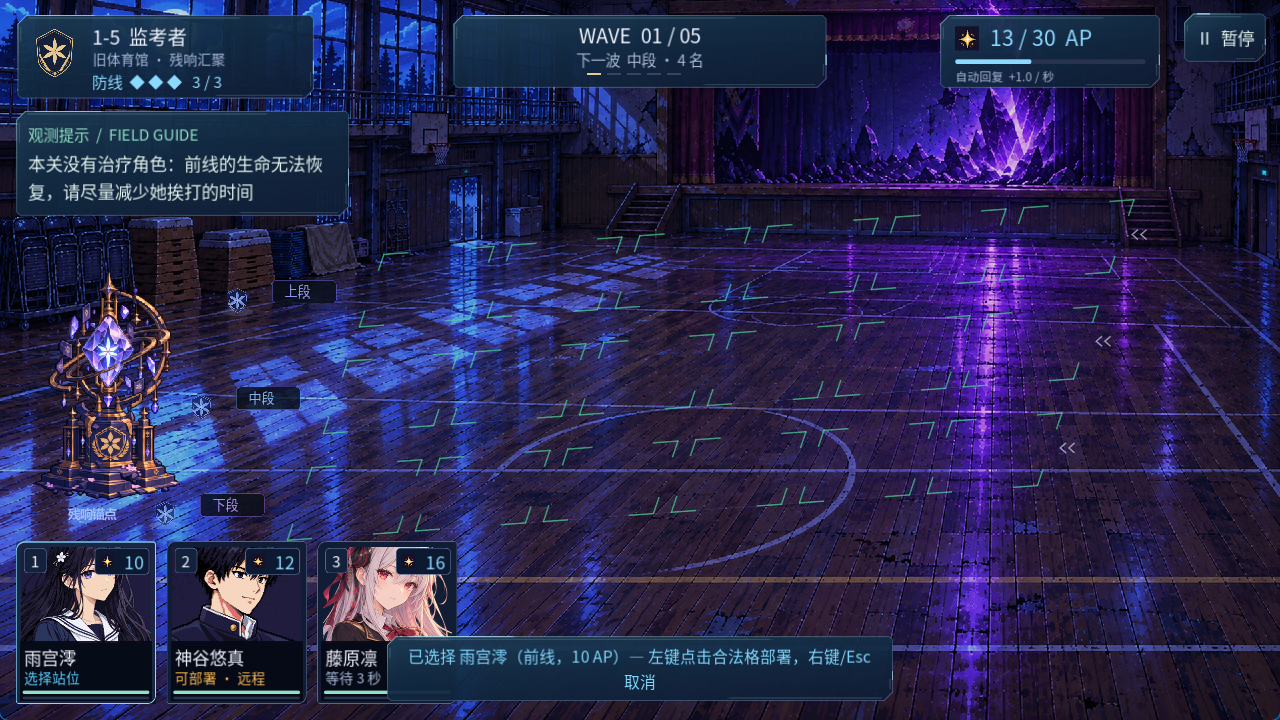 1-5 监考者
旧体育馆 · 残响汇聚
防线 3 / 3
WAVE 01 / 05
下一波 中段 · 4 名
13 / 30 AP
自动回复 +1.0 / 秒
II 暂停
观测提示 / FIELD GUIDE
本关没有治疗角色：前线的生命无法恢
复，请尽量减少她挨打的时间
上段
中段
下段
残响锚点
1 10
雨宫澪
选择站位
2 12
神谷悠真
可部署 · 远程
3 16
藤原凛
等待 3 秒
已选择 雨宫澪（前线，10 AP）— 左键点击合法格部署，右键/Esc
取消